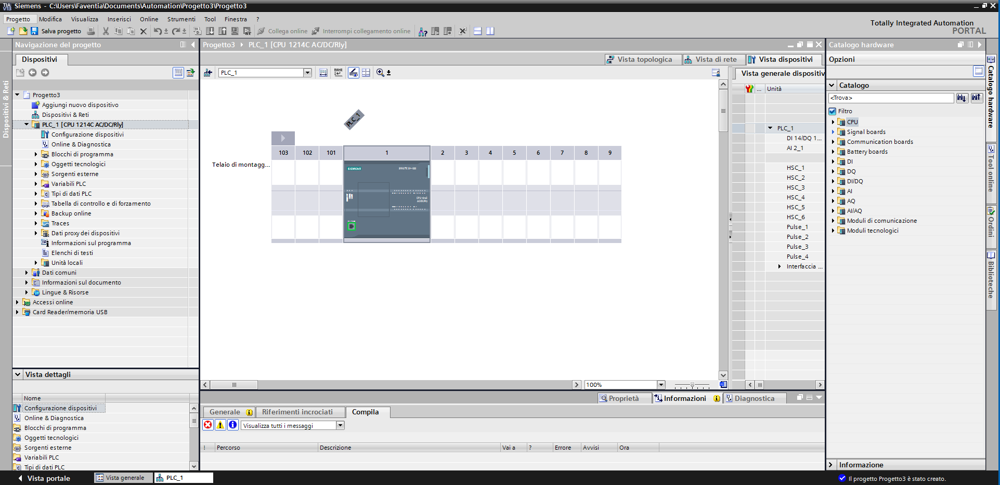 Siemens - C:\Users\Faventia\Documents\Automation\Progetto3\Progetto3
Progetto Modifica Visualizza Inserisci Online Strumenti Tool Finestra ?
Salva progetto Collega online Interrompi collegamento online
Totally Integrated Automation
PORTAL
Navigazione del progetto
Dispositivi
Dispositivi & Reti
Progetto3
Aggiungi nuovo dispositivo
Dispositivi & Reti
PLC_1 [CPU 1214C AC/DC/Rly]
Configurazione dispositivi
Online & Diagnostica
Blocchi di programma
Oggetti tecnologici
Sorgenti esterne
Variabili PLC
Tipi di dati PLC
Tabella di controllo e di forzamento
Backup online
Traces
Dati proxy dei dispositivi
Informazioni sul programma
Elenchi di testi
Unità locali
Dati comuni
Informazioni sul documento
Lingue & Risorse
Accessi online
Card Reader/memoria USB
Vista dettagli
Nome
Configurazione dispositivi
Online & Diagnostica
Blocchi di programma
Oggetti tecnologici
Sorgenti esterne
Variabili PLC
Tipi di dati PLC
Progetto3 PLC_1 [CPU 1214C AC/DC/Rly]
Vista topologica Vista di rete Vista dispositivi
PLC_1
PLC_1
103 102 101 1 2 3 4 5 6 7 8 9
Telaio di montagg...
SIEMENS SIMATIC S7-1200
CPU 1214C
AC/DC/Rly
100%
Vista generale dispositiv
... Unità
PLC_1
DI 14/DQ 1...
AI 2_1
HSC_1
HSC_2
HSC_3
HSC_4
HSC_5
HSC_6
Pulse_1
Pulse_2
Pulse_3
Pulse_4
Interfaccia ...
Proprietà Informazioni Diagnostica
Generale Riferimenti incrociati Compila
Visualizza tutti i messaggi
! Percorso Descrizione Vai a ? Errore Avvisi Ora
Catalogo hardware
Opzioni
Catalogo
<Trova>
Filtro
CPU
Signal boards
Communication boards
Battery boards
DI
DQ
DI/DQ
AI
AQ
AI/AQ
Moduli di comunicazione
Moduli tecnologici
Informazione
Catalogo hardware
Tool online
Ordini
Biblioteche
Vista portale Vista generale PLC_1
Il progetto Progetto3 è stato creato.